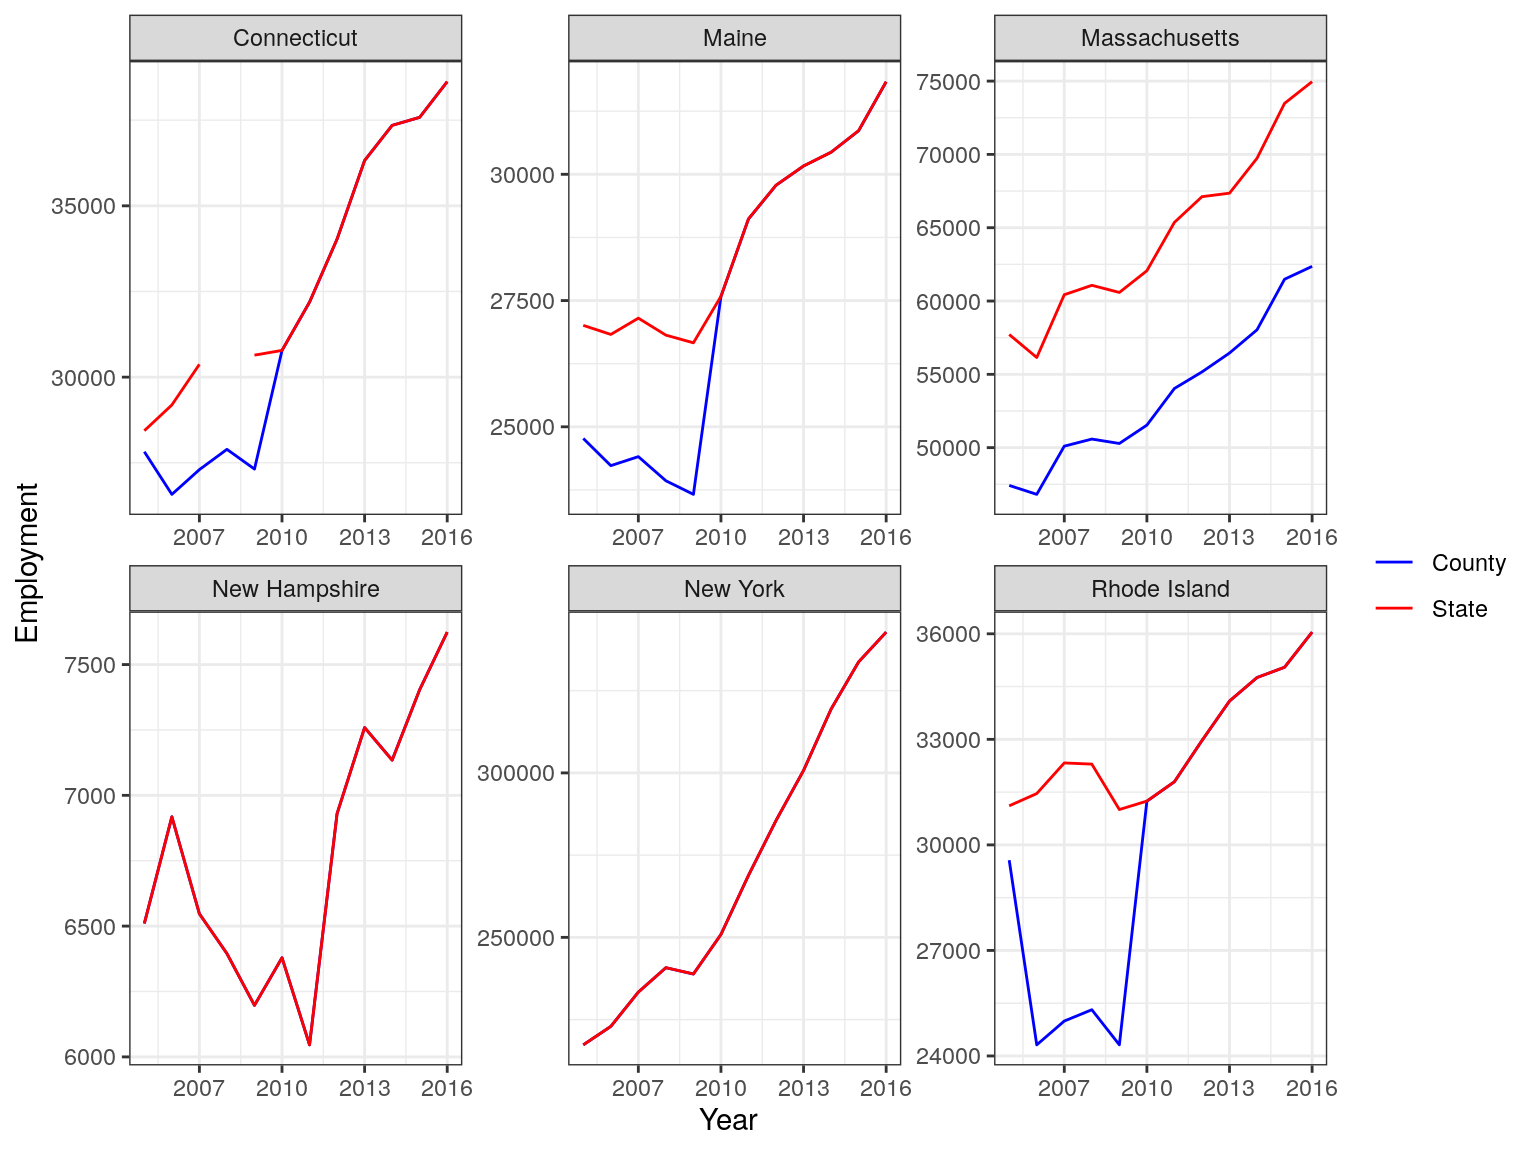 Connecticut
Maine
Massachusetts
35000
30000
30000
27500
25000
75000
70000
65000
60000
55000
50000
2007 2010 2013 2016
2007 2010 2013 2016
2007 2010 2013 2016
Employment
New Hampshire
New York
Rhode Island
7500
7000
6500
6000
300000
250000
36000
33000
30000
27000
24000
2007 2010 2013 2016
2007 2010 2013 2016
2007 2010 2013 2016
Year
County
State